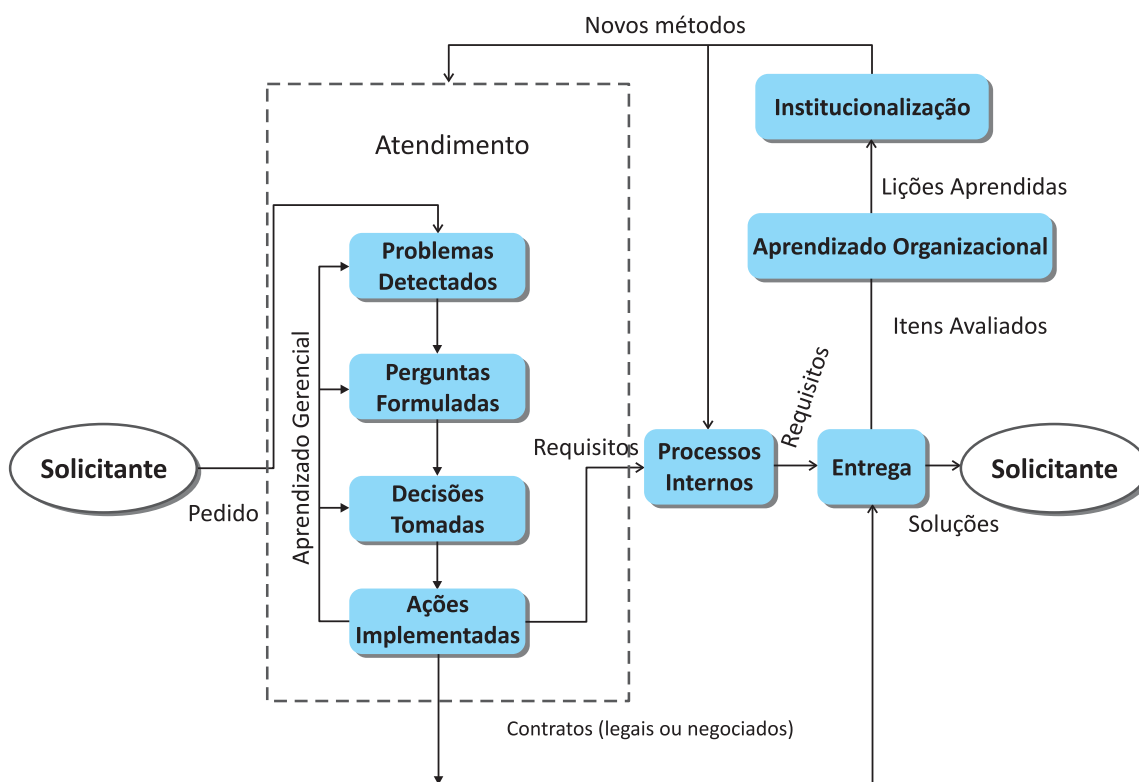 Novos métodos
Institucionalização
Atendimento
Lições Aprendidas
Aprendizado Organizacional
Problemas
Detectados
Itens Avaliados
Aprendizado Gerencial
Perguntas
Formuladas
Requisitos
Requisitos
Solicitante
Processos
Internos
Entrega
Solicitante
Pedido
Decisões
Tomadas
Soluções
Ações
Implementadas
Contratos (legais ou negociados)